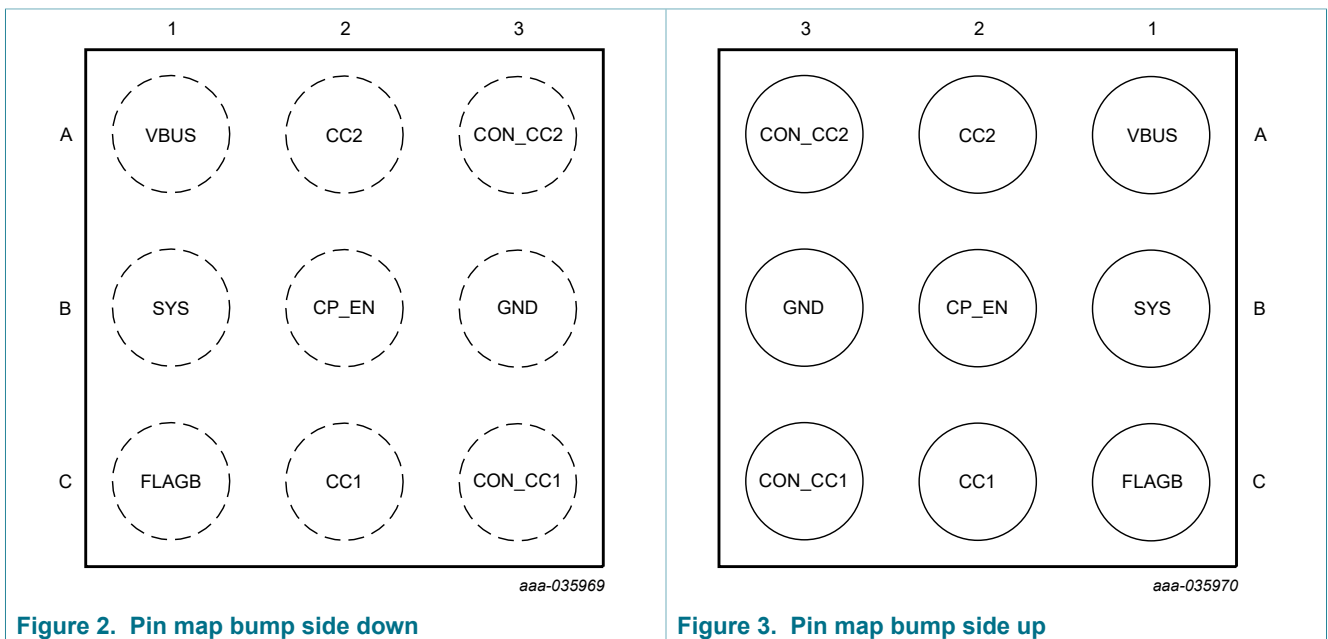 1 2 3
A VBUS CC2 CON_CC2
B SYS CP_EN GND
C FLAGB CC1 CON_CC1
aaa-035969
Figure 2. Pin map bump side down
3 2 1
CON_CC2 CC2 VBUS A
GND CP_EN SYS B
CON_CC1 CC1 FLAGB C
aaa-035970
Figure 3. Pin map bump side up